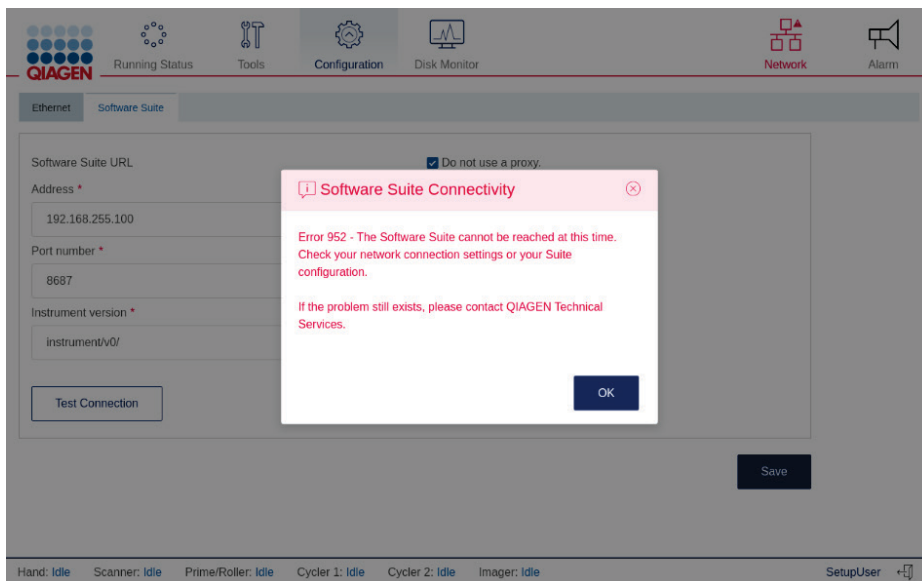 QIAGEN
Running Status
Tools
Configuration
Disk Monitor
Network
Alarm
Ethernet
Software Suite
Software Suite URL
Do not use a proxy.
Address *
192.168.255.100
Port number *
8687
Instrument version *
instrument/v0/
Test Connection
Software Suite Connectivity
Error 952 - The Software Suite cannot be reached at this time.
Check your network connection settings or your Suite
configuration.
If the problem still exists, please contact QIAGEN Technical
Services.
OK
Save
Hand: Idle Scanner: Idle Prime/Roller: Idle Cycler 1: Idle Cycler 2: Idle Imager: Idle SetupUser